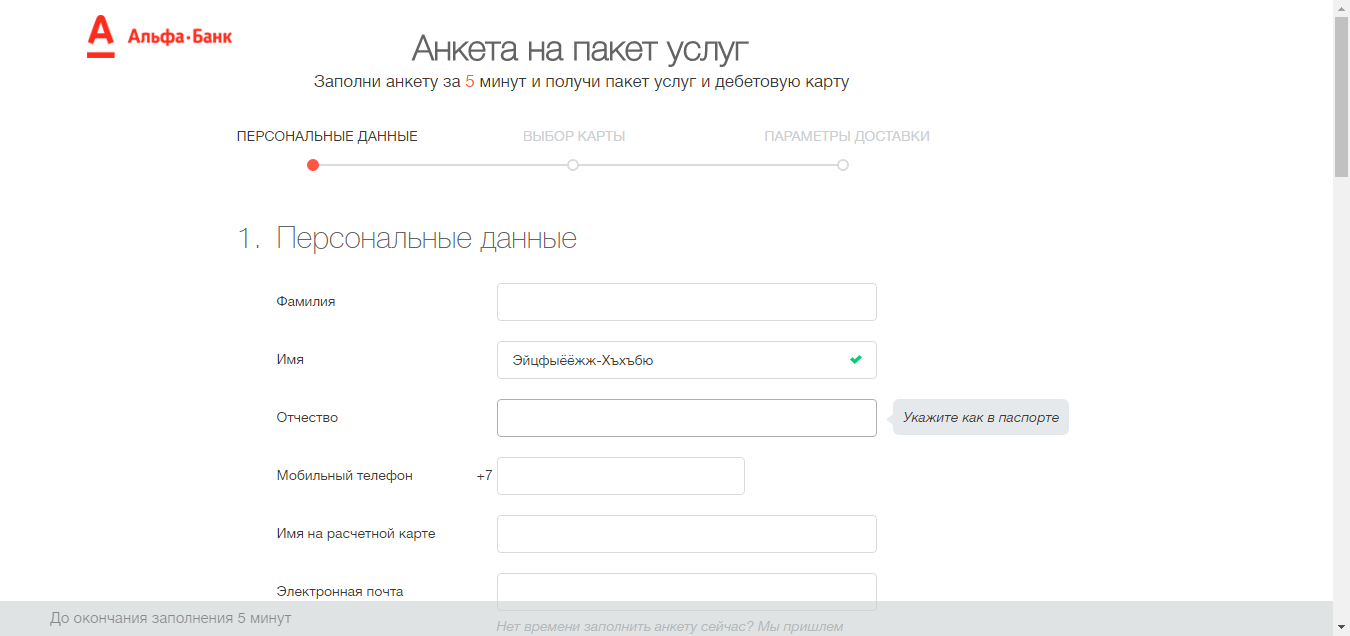 Альфа·Банк
Анкета на пакет услуг
Заполни анкету за 5 минут и получи пакет услуг и дебетовую карту
ПЕРСОНАЛЬНЫЕ ДАННЫЕ ВЫБОР КАРТЫ ПАРАМЕТРЫ ДОСТАВКИ
1. Персональные данные
Фамилия
Имя Эйцфыёёжж-Хъхъбю
Отчество Укажите как в паспорте
Мобильный телефон +7
Имя на расчетной карте
Электронная почта
До окончания заполнения 5 минут
Нет времени заполнить анкету сейчас? Мы пришлем